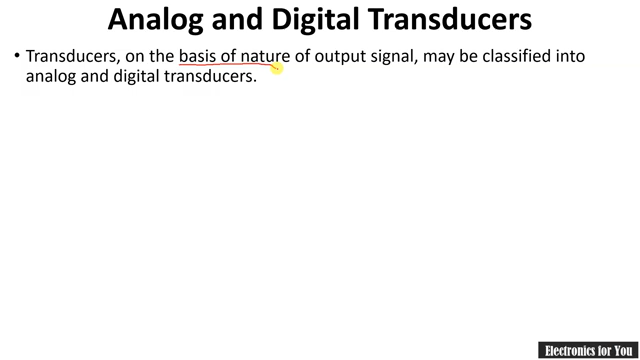 Analog and Digital Transducers
• Transducers, on the basis of nature of output signal, may be classified into
analog and digital transducers.
Electronics for You